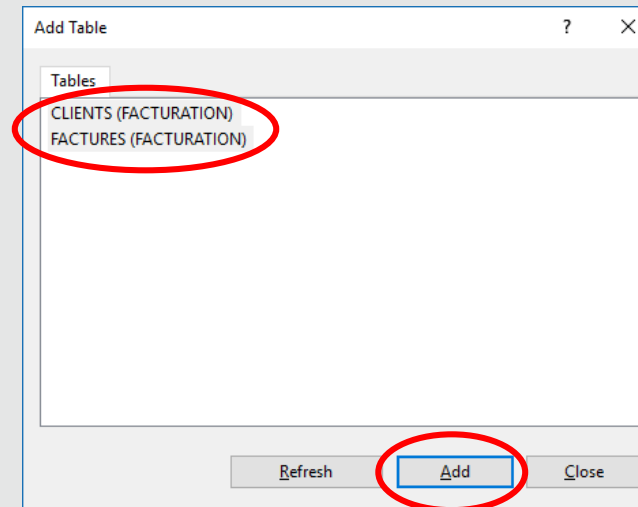 Add Table
? ×
Tables
CLIENTS (FACTURATION)
FACTURES (FACTURATION)
Refresh Add Close